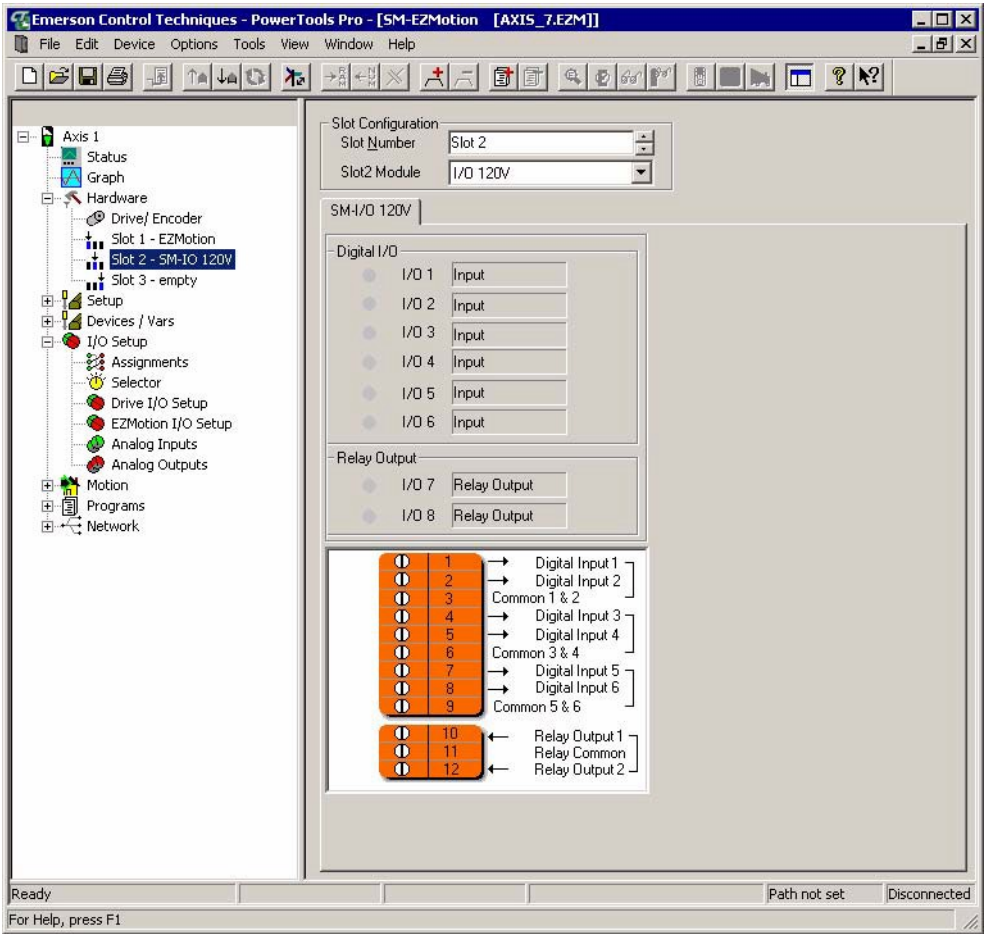 Emerson Control Techniques - PowerTools Pro - [SM-EZMotion [AXIS_7.EZM]]
File Edit Device Options Tools View Window Help
Axis 1
Status
Graph
Hardware
Drive/ Encoder
Slot 1 - EZMotion
Slot 2 - SM-IO 120V
Slot 3 - empty
Setup
Devices / Vars
I/O Setup
Assignments
Selector
Drive I/O Setup
EZMotion I/O Setup
Analog Inputs
Analog Outputs
Motion
Programs
Network
Slot Configuration
Slot Number Slot 2
Slot2 Module I/O 120V
SM-I/O 120V
Digital I/O
I/O 1 Input
I/O 2 Input
I/O 3 Input
I/O 4 Input
I/O 5 Input
I/O 6 Input
Relay Output
I/O 7 Relay Output
I/O 8 Relay Output
1 Digital Input 1
2 Digital Input 2
3 Common 1 & 2
4 Digital Input 3
5 Digital Input 4
6 Common 3 & 4
7 Digital Input 5
8 Digital Input 6
9 Common 5 & 6
10 Relay Output 1
11 Relay Common
12 Relay Output 2
Ready Path not set Disconnected
For Help, press F1